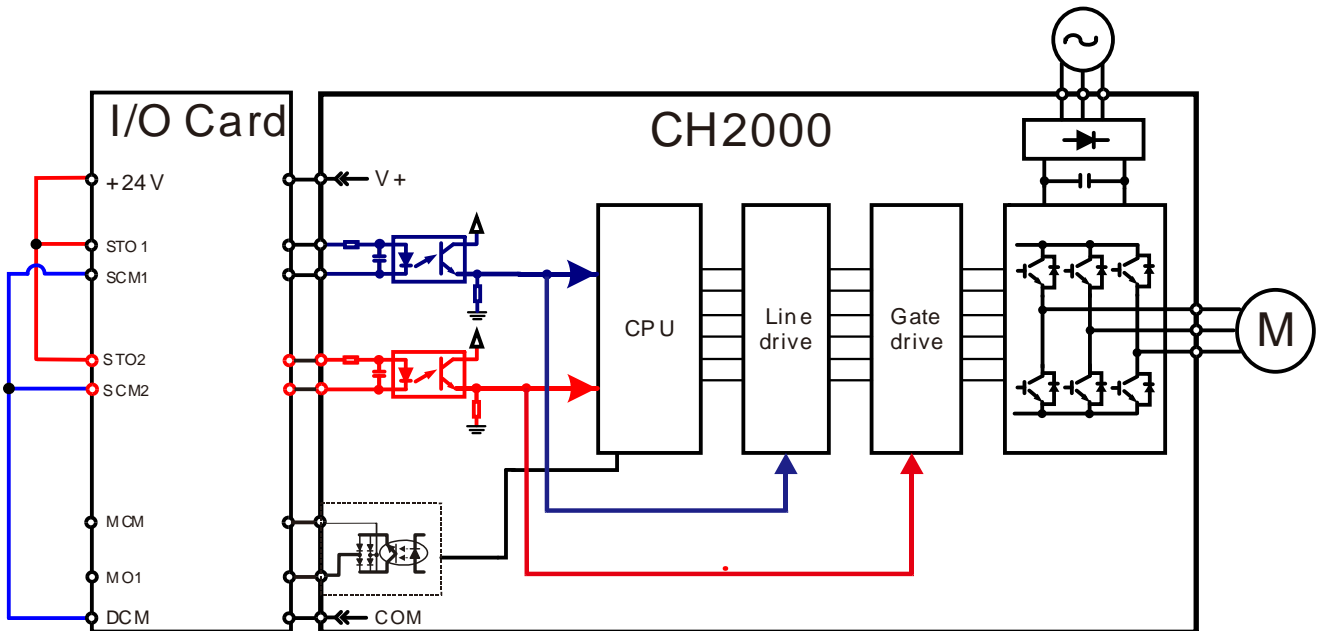 I/O Card
CH2000
+24V
V+
STO1
SCM1
STO2
SCM2
CPU
Line
drive
Gate
drive
M
MCM
MO1
DCM
COM